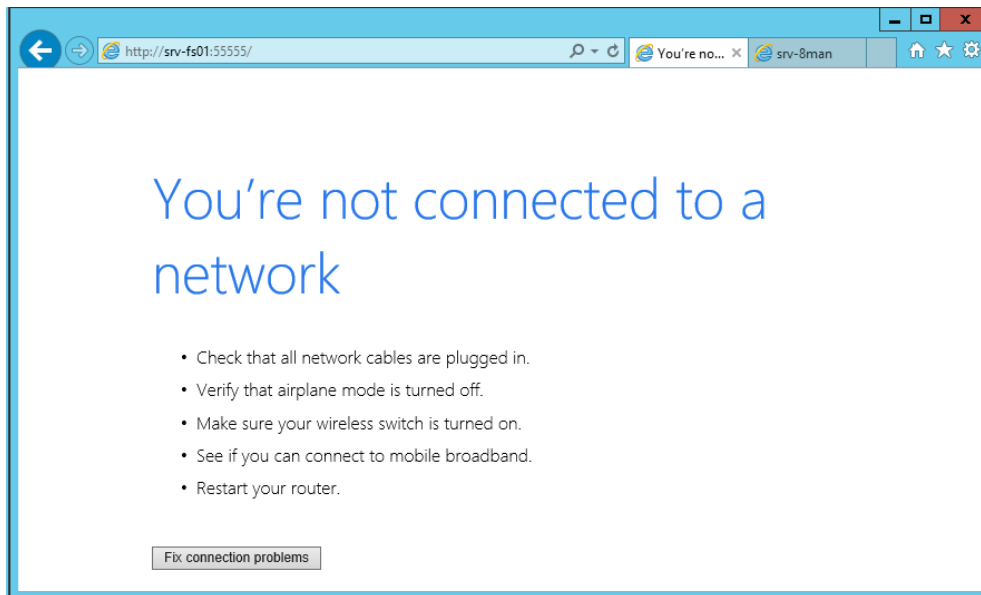 http://srv-fs01:55555/
You're no...
srv-8man
You're not connected to a
network
• Check that all network cables are plugged in.
• Verify that airplane mode is turned off.
• Make sure your wireless switch is turned on.
• See if you can connect to mobile broadband.
• Restart your router.
Fix connection problems